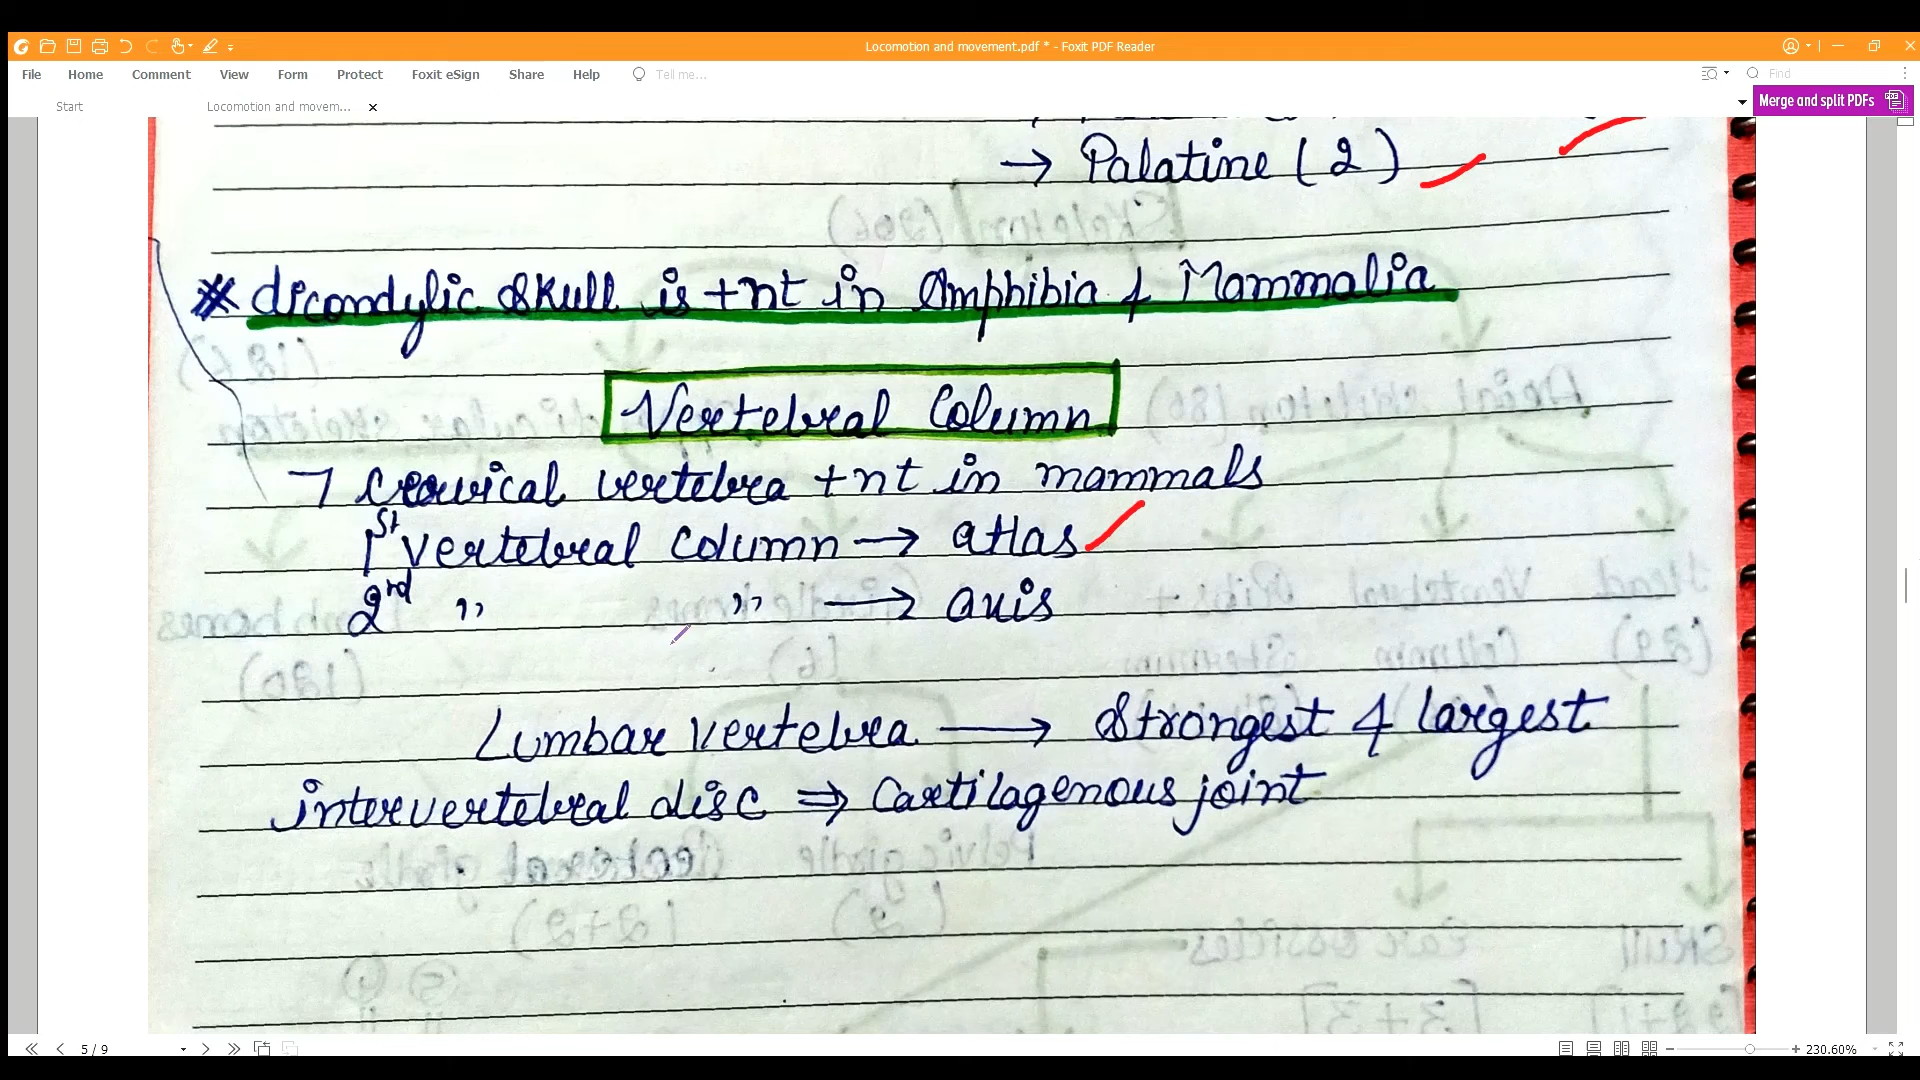 Locomotion and movement.pdf * - Foxit PDF Reader
File Home Comment View Form Protect Foxit eSign Share Help Tell me... Find
Start Locomotion and movem... Merge and split PDFs
→ Palatine (2)
* dicondylic skull is +nt in Amphibia & Mammalia
Vertebral Column
7 cervical vertebra +nt in mammals
1st vertebral column → atlas
2rd ,, ,, → axis
Lumbar vertebra → strongest & largest
intervertebral disc ⇒ Cartilagenous joint
5 / 9 230.60%